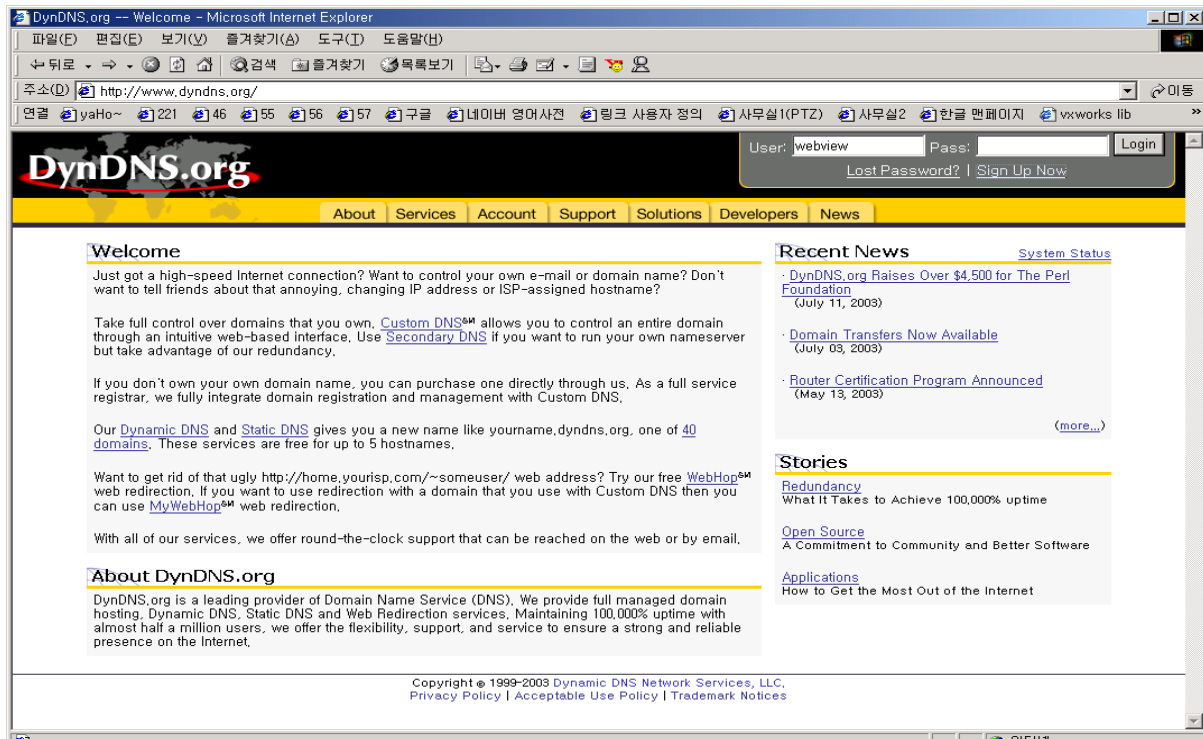 DynDNS.org -- Welcome - Microsoft Internet Explorer
파일(F) 편집(E) 보기(V) 즐겨찾기(A) 도구(T) 도움말(H)
뒤로 검색 즐겨찾기 목록보기
주소(D) http://www.dyndns.org/ 이동
연결 yaHo~ 221 46 55 56 57 구글 네이버 영어사전 링크 사용자 정의 사무실1(PTZ) 사무실2 한글 맨페이지 vxworks lib »
DynDNS.org
User: webview Pass: Login
Lost Password? | Sign Up Now
About Services Account Support Solutions Developers News
Welcome
Just got a high-speed Internet connection? Want to control your own e-mail or domain name? Don't
want to tell friends about that annoying, changing IP address or ISP-assigned hostname?
Take full control over domains that you own. Custom DNS℠ allows you to control an entire domain
through an intuitive web-based interface. Use Secondary DNS if you want to run your own nameserver
but take advantage of our redundancy.
If you don't own your own domain name, you can purchase one directly through us. As a full service
registrar, we fully integrate domain registration and management with Custom DNS.
Our Dynamic DNS and Static DNS gives you a new name like yourname.dyndns.org, one of 40
domains. These services are free for up to 5 hostnames.
Want to get rid of that ugly http://home.yourisp.com/~someuser/ web address? Try our free WebHop℠
web redirection. If you want to use redirection with a domain that you use with Custom DNS then you
can use MyWebHop℠ web redirection.
With all of our services, we offer round-the-clock support that can be reached on the web or by email.
About DynDNS.org
DynDNS.org is a leading provider of Domain Name Service (DNS). We provide full managed domain
hosting, Dynamic DNS, Static DNS and Web Redirection services. Maintaining 100.000% uptime with
almost half a million users, we offer the flexibility, support, and service to ensure a strong and reliable
presence on the Internet.
Recent News System Status
· DynDNS.org Raises Over $4,500 for The Perl
Foundation
(July 11, 2003)
· Domain Transfers Now Available
(July 03, 2003)
· Router Certification Program Announced
(May 13, 2003)
(more...)
Stories
Redundancy
What It Takes to Achieve 100.000% uptime
Open Source
A Commitment to Community and Better Software
Applications
How to Get the Most Out of the Internet
Copyright © 1999-2003 Dynamic DNS Network Services, LLC.
Privacy Policy | Acceptable Use Policy | Trademark Notices